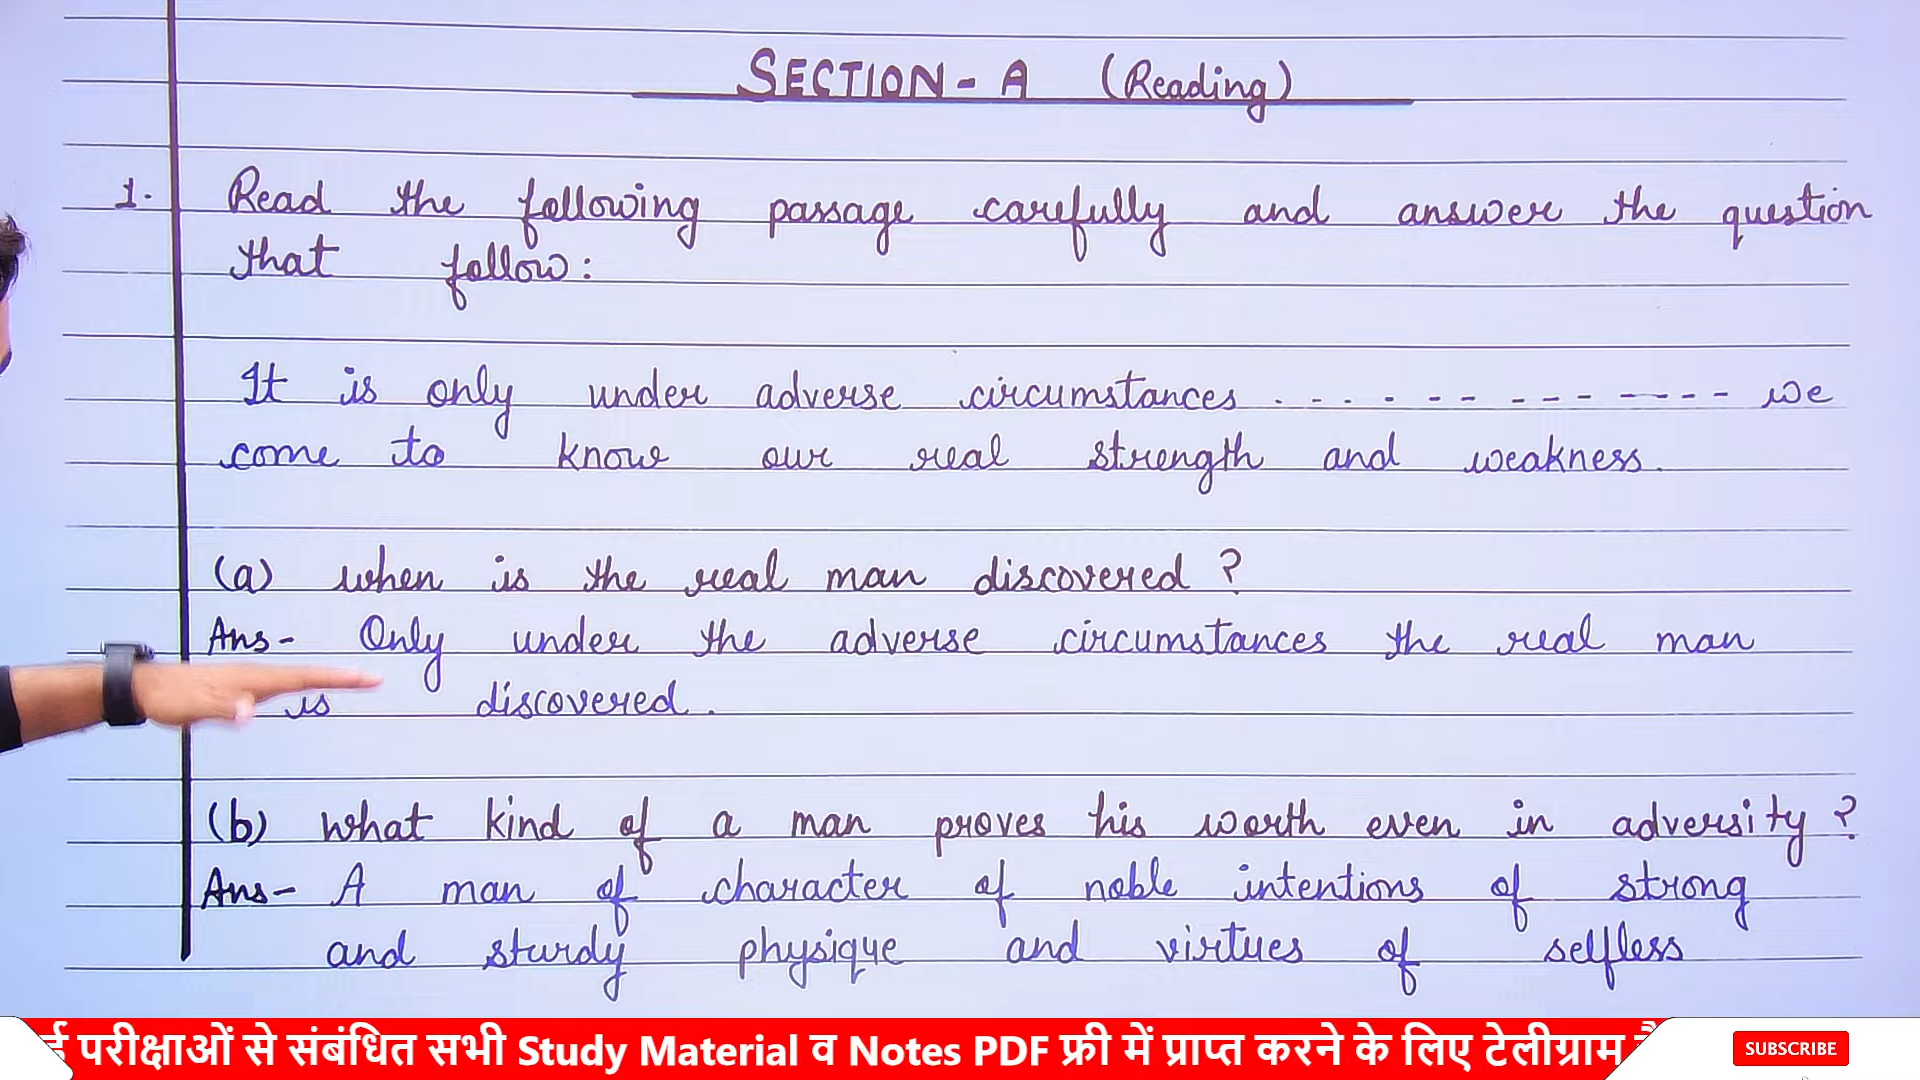 SECTION - A (Reading)
1. Read the following passage carefully and answer the question
that follow:
It is only under adverse circumstances . - . - - - - - - - - - - - we
come to know our real strength and weakness.
(a) when is the real man discovered ?
Ans - Only under the adverse circumstances the real man
is discovered.
(b) What kind of a man proves his worth even in adversity ?
Ans - A man of character of noble intentions of strong
and sturdy physique and virtues of selfless
परीक्षाओं से संबंधित सभी Study Material व Notes PDF फ्री में प्राप्त करने के लिए टेलीग्राम
SUBSCRIBE